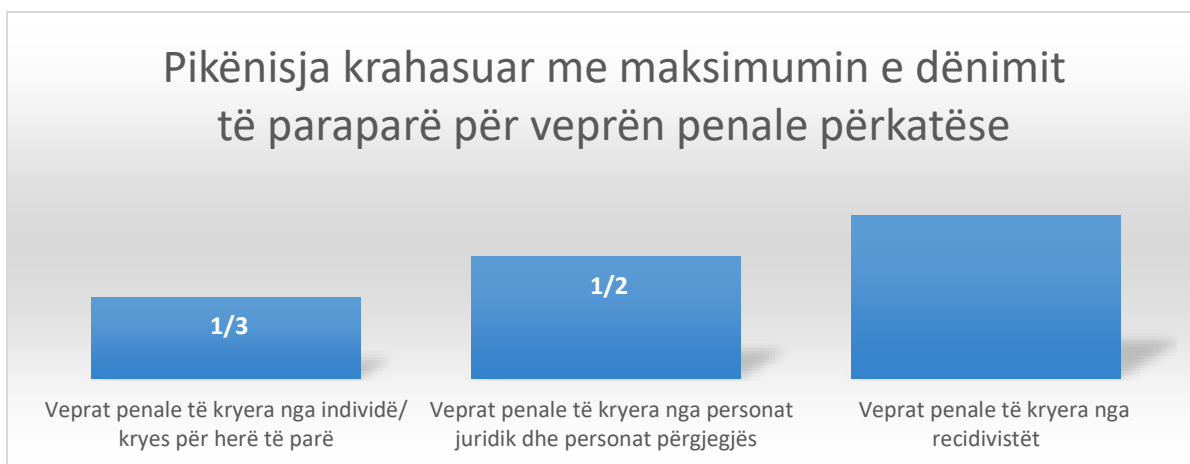 Pikënisja krahasuar me maksimumin e dënimit
të paraparë për veprën penale përkatëse
1/3
1/2
Veprat penale të kryera nga individë/
kryes për herë të parë
Veprat penale të kryera nga personat
juridik dhe personat përgjegjës
Veprat penale të kryera nga
recidivistët